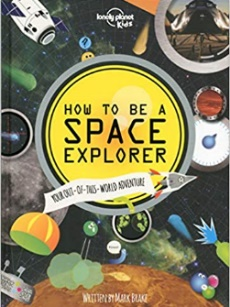 lonely planet
Kids
HOW TO BE A
SPACE
EXPLORER
YOUR OUT-OF-THIS-WORLD ADVENTURE
WRITTEN BY MARK BRAKE